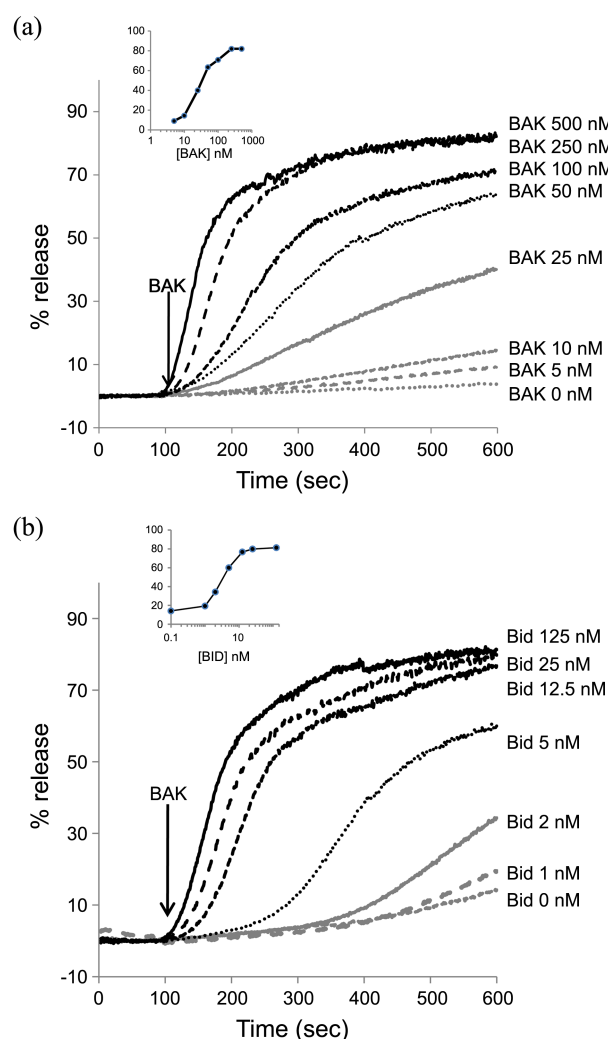 (a)
100
80
60
40
20
0
1 10 100 1000
[BAK] nM
90
70
50
30
10
-10
% release
BAK
BAK 500 nM
BAK 250 nM
BAK 100 nM
BAK 50 nM
BAK 25 nM
BAK 10 nM
BAK 5 nM
BAK 0 nM
0 100 200 300 400 500 600
Time (sec)
(b)
100
80
60
40
20
0
0.1 10
[BID] nM
90
70
50
30
10
-10
% release
BAK
Bid 125 nM
Bid 25 nM
Bid 12.5 nM
Bid 5 nM
Bid 2 nM
Bid 1 nM
Bid 0 nM
0 100 200 300 400 500 600
Time (sec)